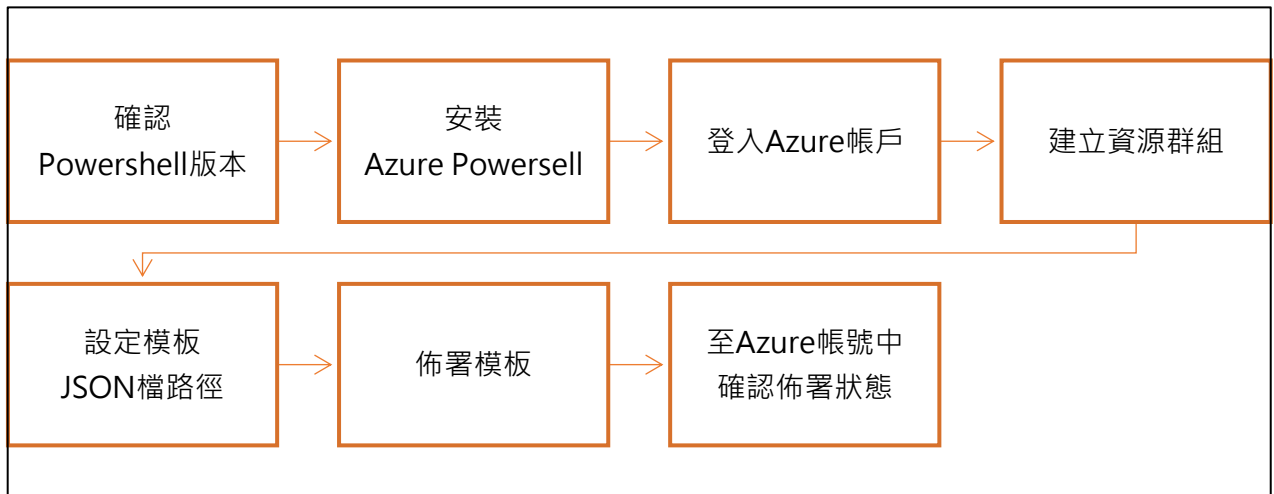 確認
Powershell版本
安裝
Azure Powersell
登入Azure帳戶
建立資源群組
設定模板
JSON檔路徑
佈署模板
至Azure帳號中
確認佈署狀態